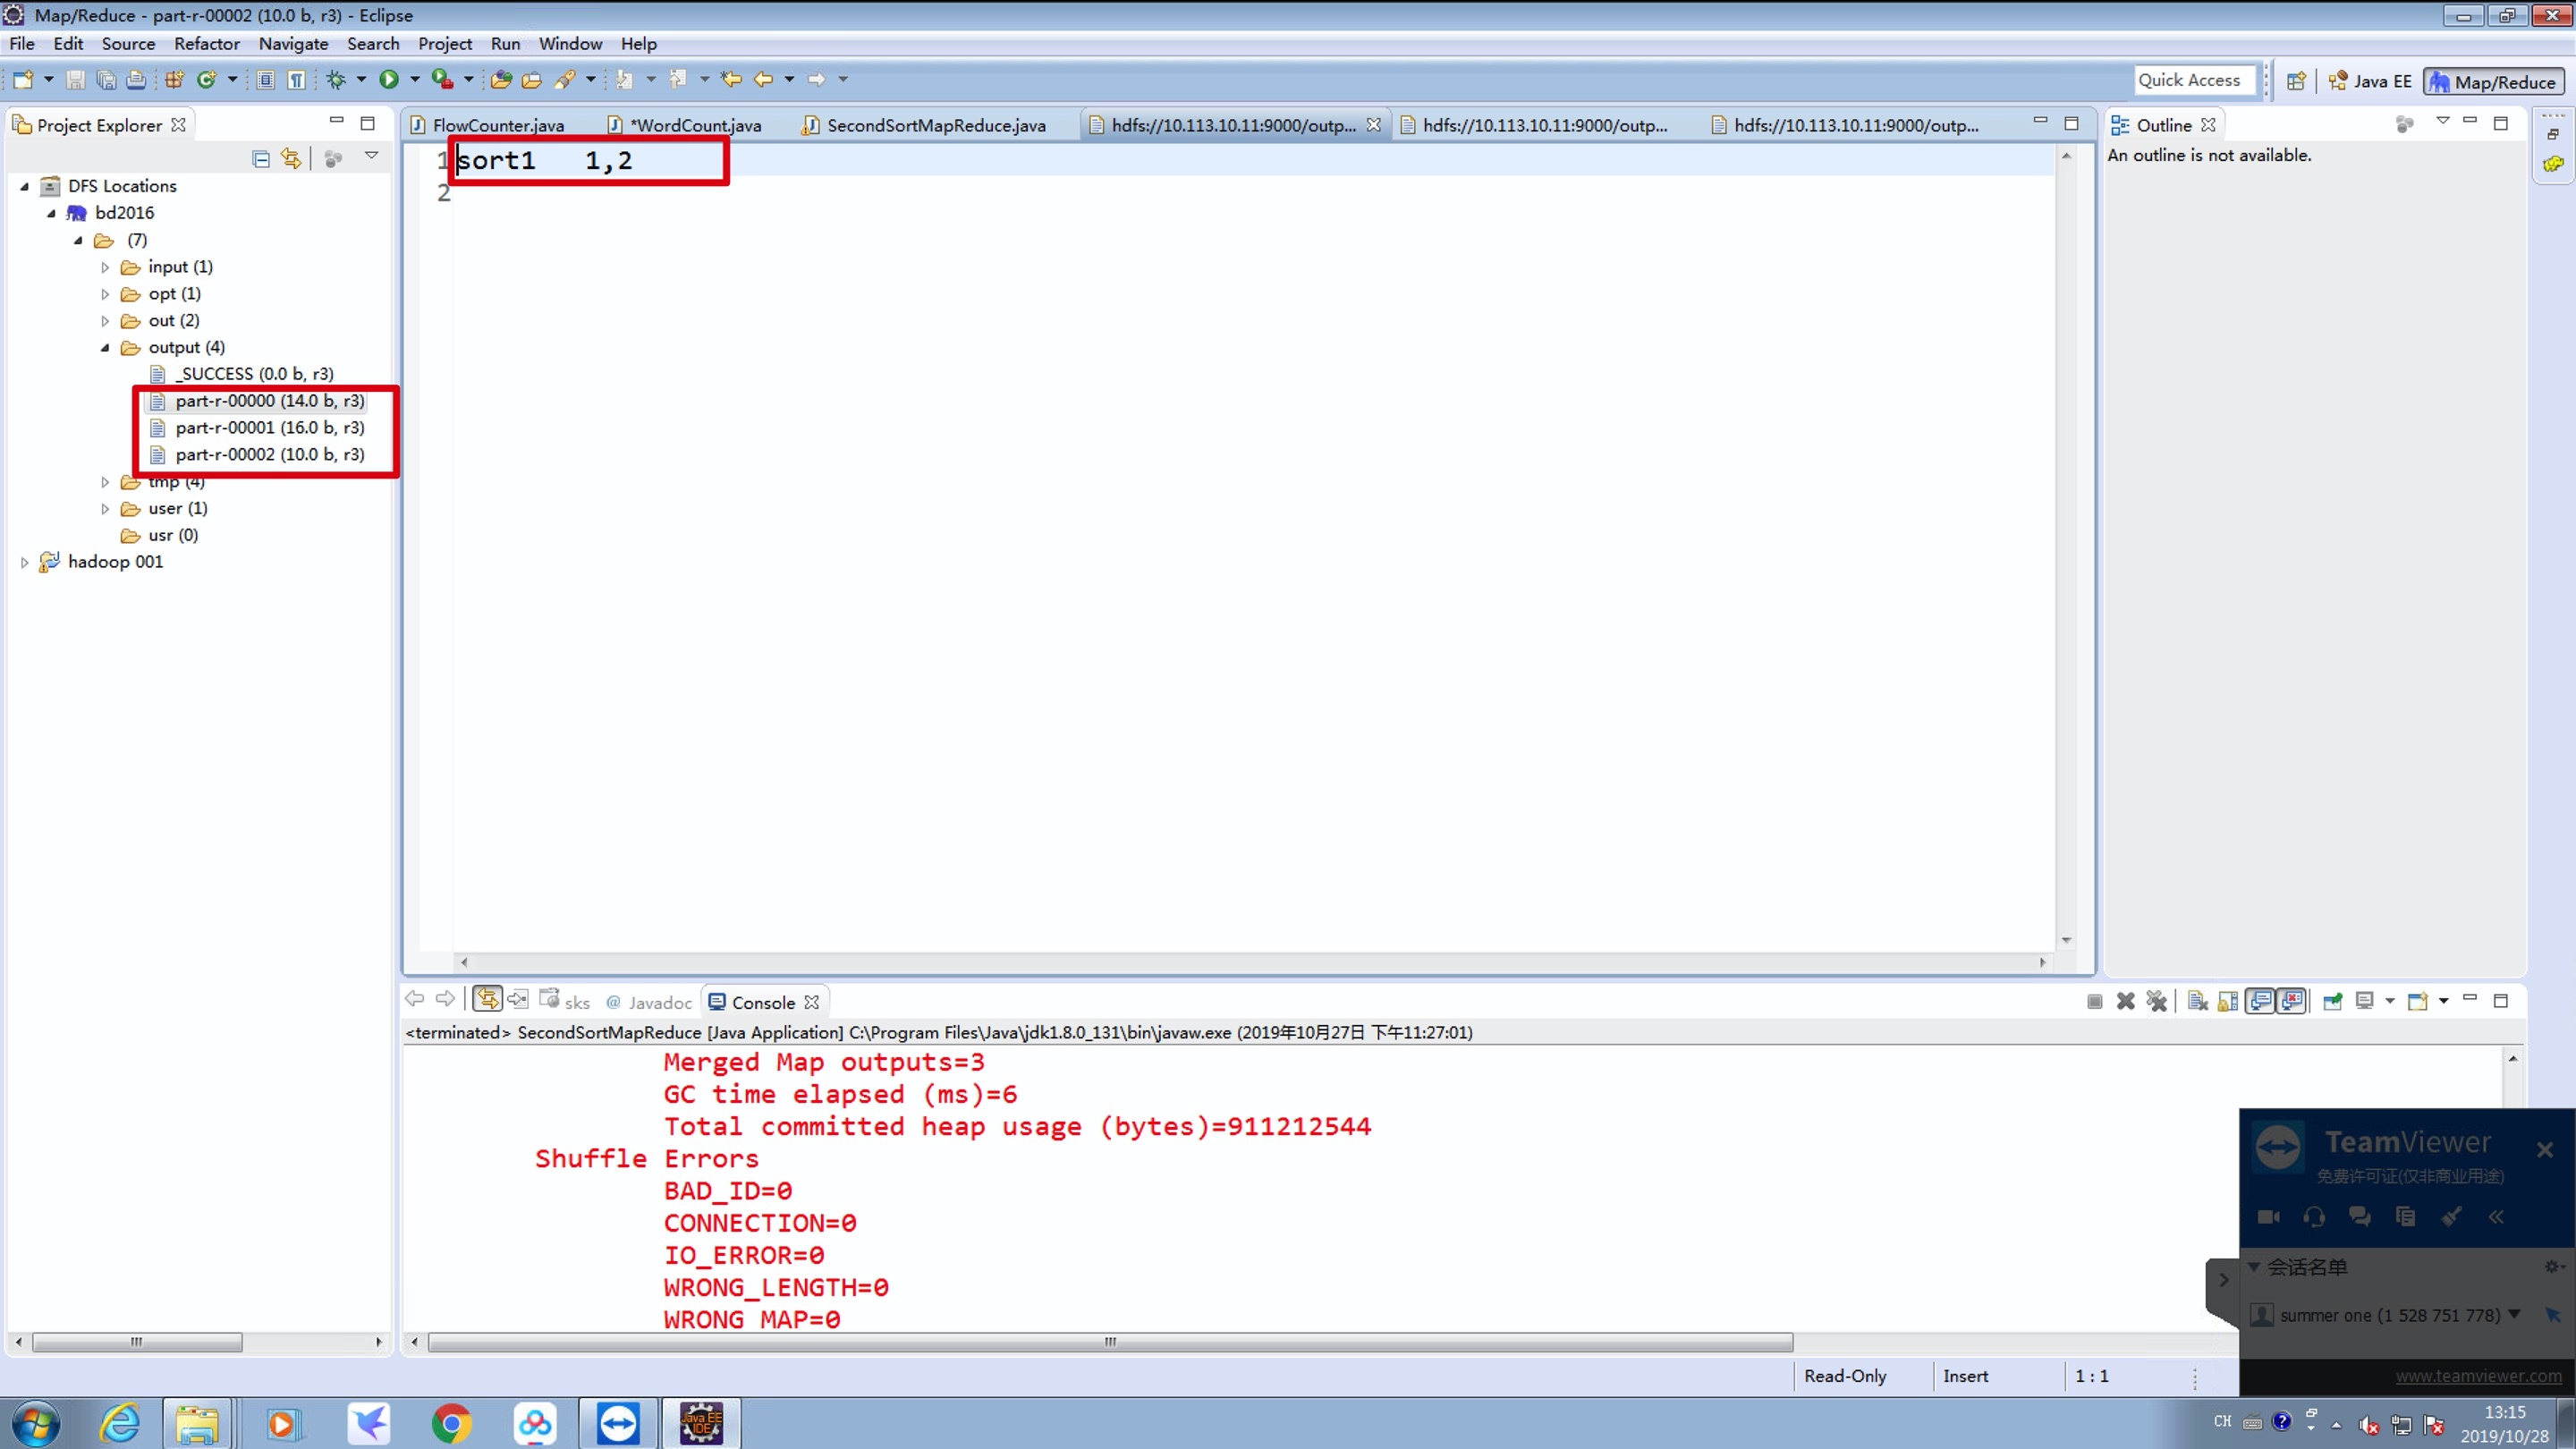 Map/Reduce - part-r-00002 (10.0 b, r3) - Eclipse
File Edit Source Refactor Navigate Search Project Run Window Help
Quick Access
Java EE
Map/Reduce
Project Explorer
FlowCounter.java
*WordCount.java
SecondSortMapReduce.java
hdfs://10.113.10.11:9000/outp...
hdfs://10.113.10.11:9000/outp...
hdfs://10.113.10.11:9000/outp...
Outline
An outline is not available.
DFS Locations
bd2016
(7)
input (1)
opt (1)
out (2)
output (4)
_SUCCESS (0.0 b, r3)
part-r-00000 (14.0 b, r3)
part-r-00001 (16.0 b, r3)
part-r-00002 (10.0 b, r3)
tmp (4)
user (1)
usr (0)
hadoop 001
1 sort1 1,2
2
sks @ Javadoc Console
<terminated> SecondSortMapReduce [Java Application] C:\Program Files\Java\jdk1.8.0_131\bin\javaw.exe (2019年10月27日 下午11:27:01)
Merged Map outputs=3
GC time elapsed (ms)=6
Total committed heap usage (bytes)=911212544
Shuffle Errors
BAD_ID=0
CONNECTION=0
IO_ERROR=0
WRONG_LENGTH=0
WRONG_MAP=0
TeamViewer
免费许可证(仅非商业用途)
会话名单
summer one (1 528 751 778)
www.teamviewer.com
Read-Only Insert 1 : 1
Java EE
IDE
CH
13:15
2019/10/28